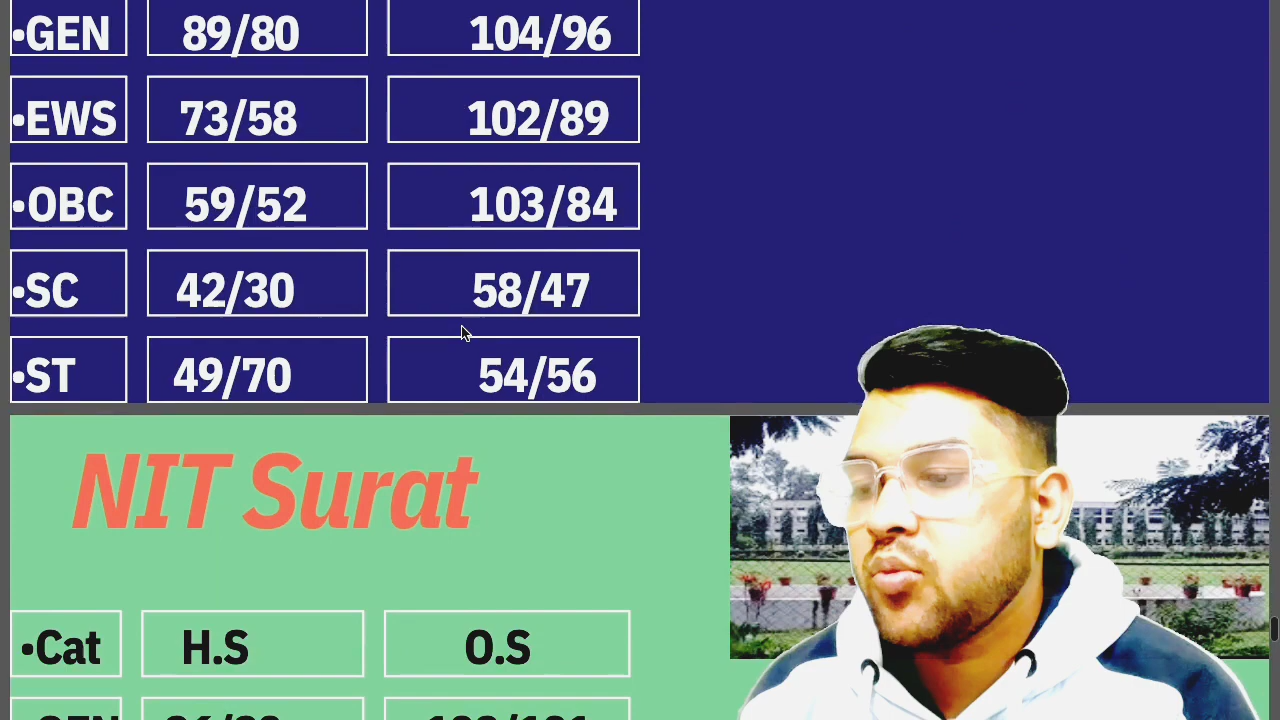 •GEN 89/80 104/96
•EWS 73/58 102/89
•OBC 59/52 103/84
•SC 42/30 58/47
•ST 49/70 54/56
NIT Surat
•Cat H.S O.S